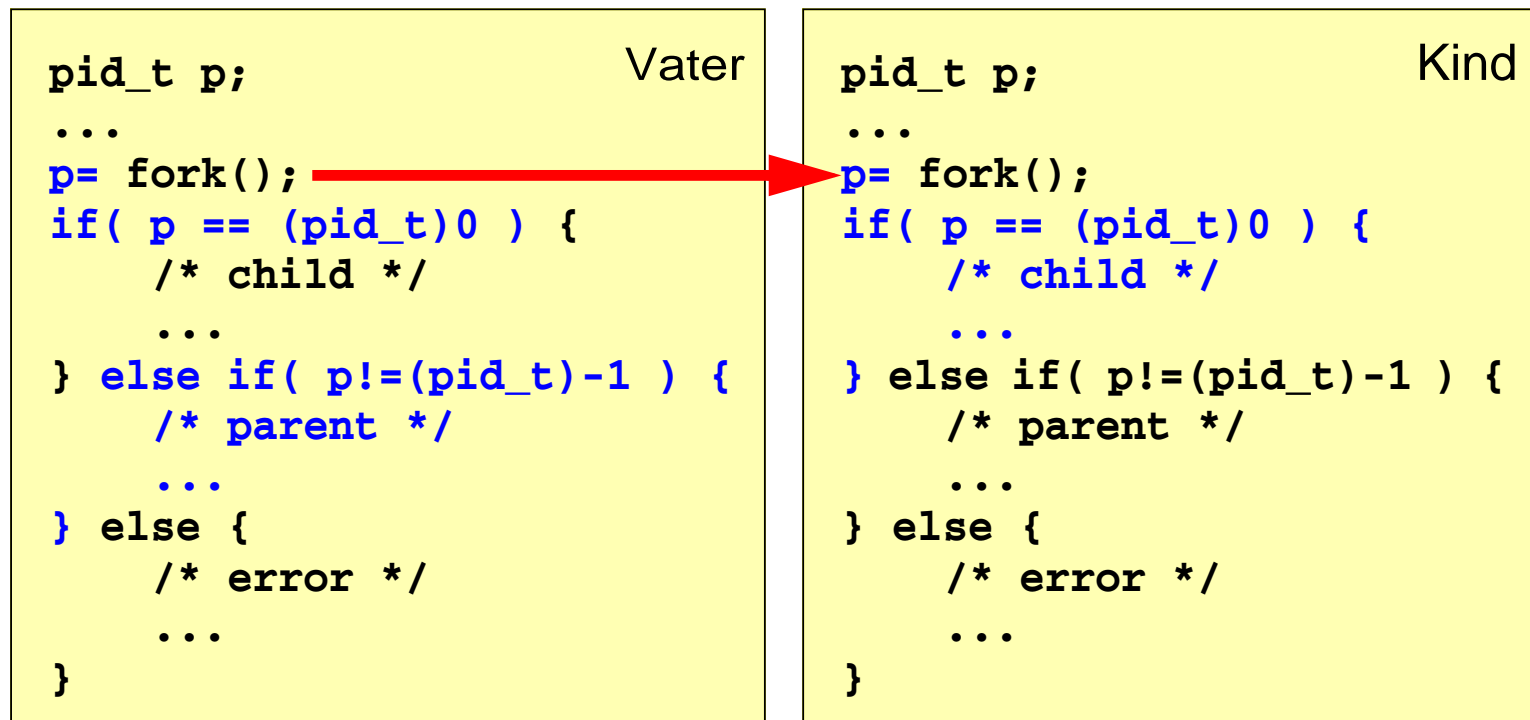 Vater
pid_t p;
...
p= fork();
if( p == (pid_t)0 ) {
/* child */
...
} else if( p!=(pid_t)-1 ) {
/* parent */
...
} else {
/* error */
...
}
Kind
pid_t p;
...
p= fork();
if( p == (pid_t)0 ) {
/* child */
...
} else if( p!=(pid_t)-1 ) {
/* parent */
...
} else {
/* error */
...
}